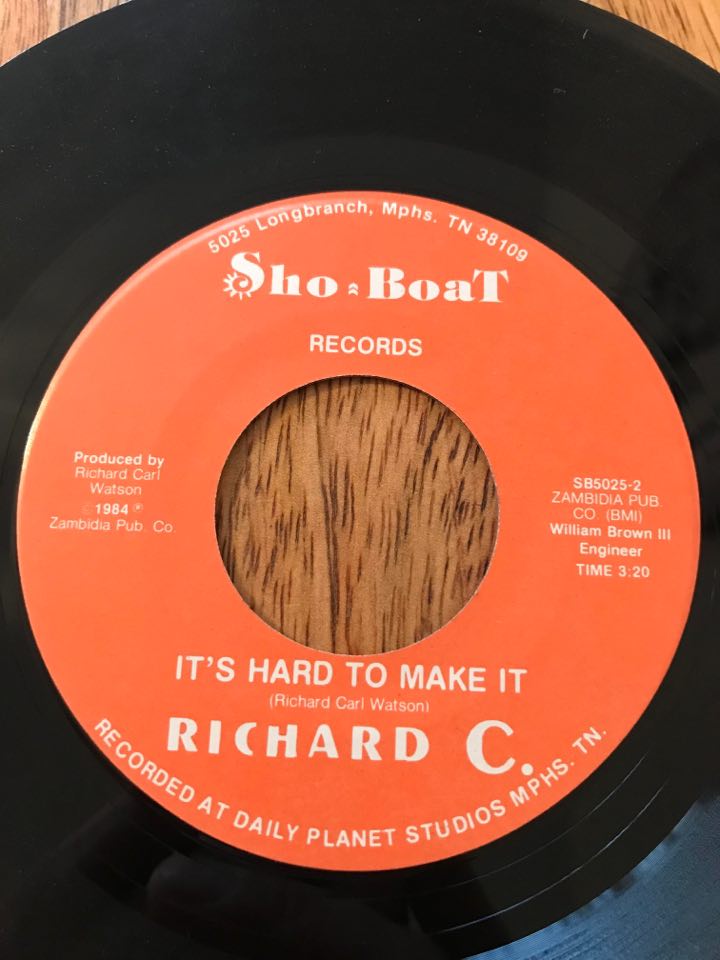 5025 Longbranch, Mphs. TN 38109
Sho-BoaT
RECORDS
Produced by
Richard Carl
Watson
© 1984 ℗
Zambidia Pub. Co.
SB5025-2
ZAMBIDIA PUB.
CO. (BMI)
William Brown III
Engineer
TIME 3:20
IT'S HARD TO MAKE IT
(Richard Carl Watson)
RICHARD C.
RECORDED AT DAILY PLANET STUDIOS MPHS. TN.